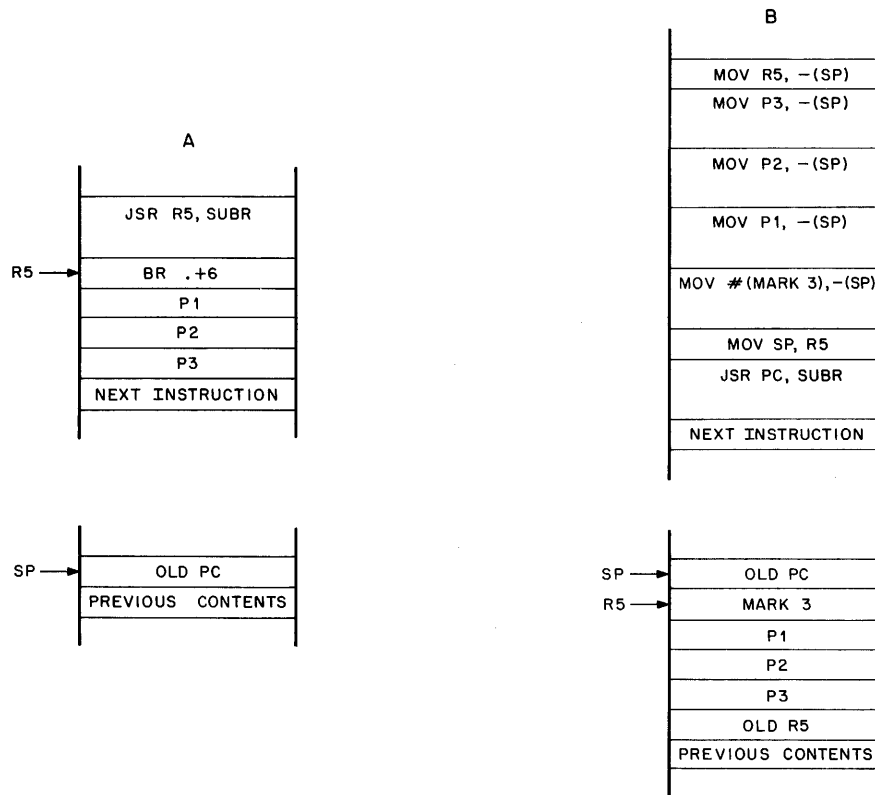 A
JSR R5, SUBR
R5
BR .+6
P1
P2
P3
NEXT INSTRUCTION
SP
OLD PC
PREVIOUS CONTENTS
B
MOV R5, -(SP)
MOV P3, -(SP)
MOV P2, -(SP)
MOV P1, -(SP)
MOV #(MARK 3),-(SP)
MOV SP, R5
JSR PC, SUBR
NEXT INSTRUCTION
SP
OLD PC
R5
MARK 3
P1
P2
P3
OLD R5
PREVIOUS CONTENTS